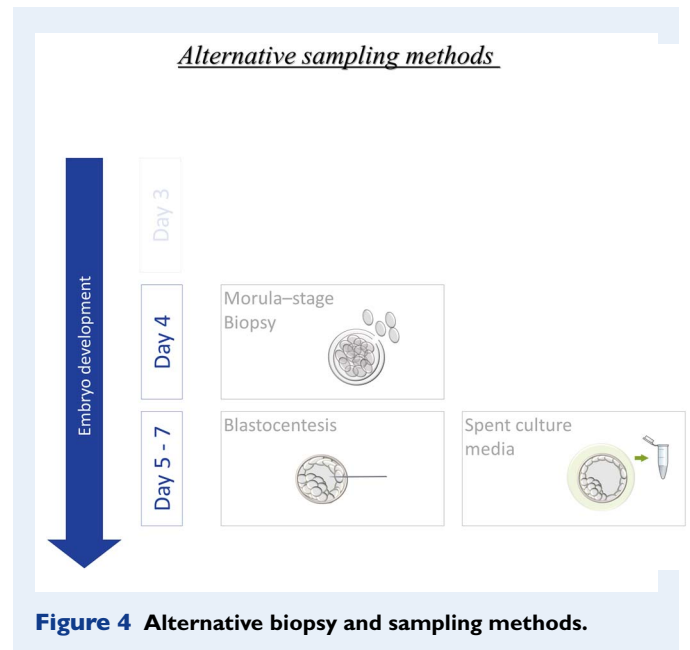 Alternative sampling methods
Embryo development
Day 3
Day 4
Morula–stage
Biopsy
Day 5 - 7
Blastocentesis
Spent culture
media
Figure 4 Alternative biopsy and sampling methods.